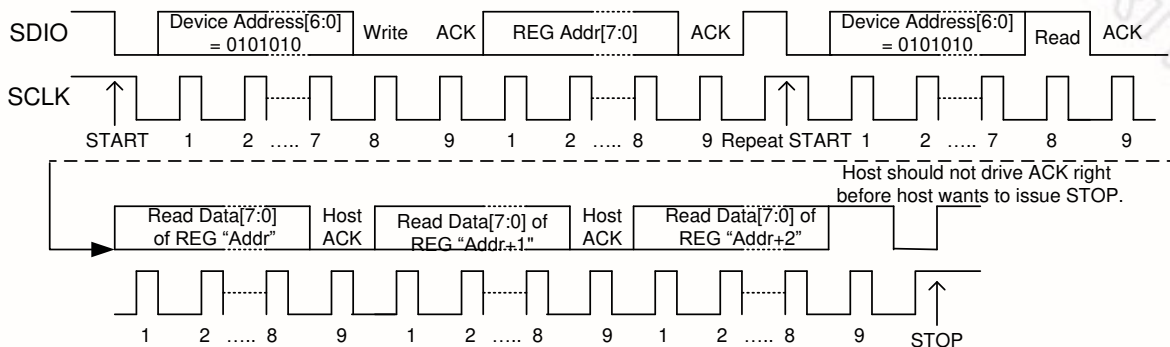 SDIO
Device Address[6:0]
= 0101010
Write
ACK
REG Addr[7:0]
ACK
Device Address[6:0]
= 0101010
Read
ACK
SCLK
START 1 2 ..... 7 8 9 1 2 ..... 8 9 Repeat START 1 2 ..... 7 8 9
Host should not drive ACK right
before host wants to issue STOP.
Read Data[7:0]
of REG “Addr”
Host
ACK
Read Data[7:0] of
REG “Addr+1"
Host
ACK
Read Data[7:0] of
REG “Addr+2”
1 2 ..... 8 9 1 2 ..... 8 9 1 2 ..... 8 9 STOP